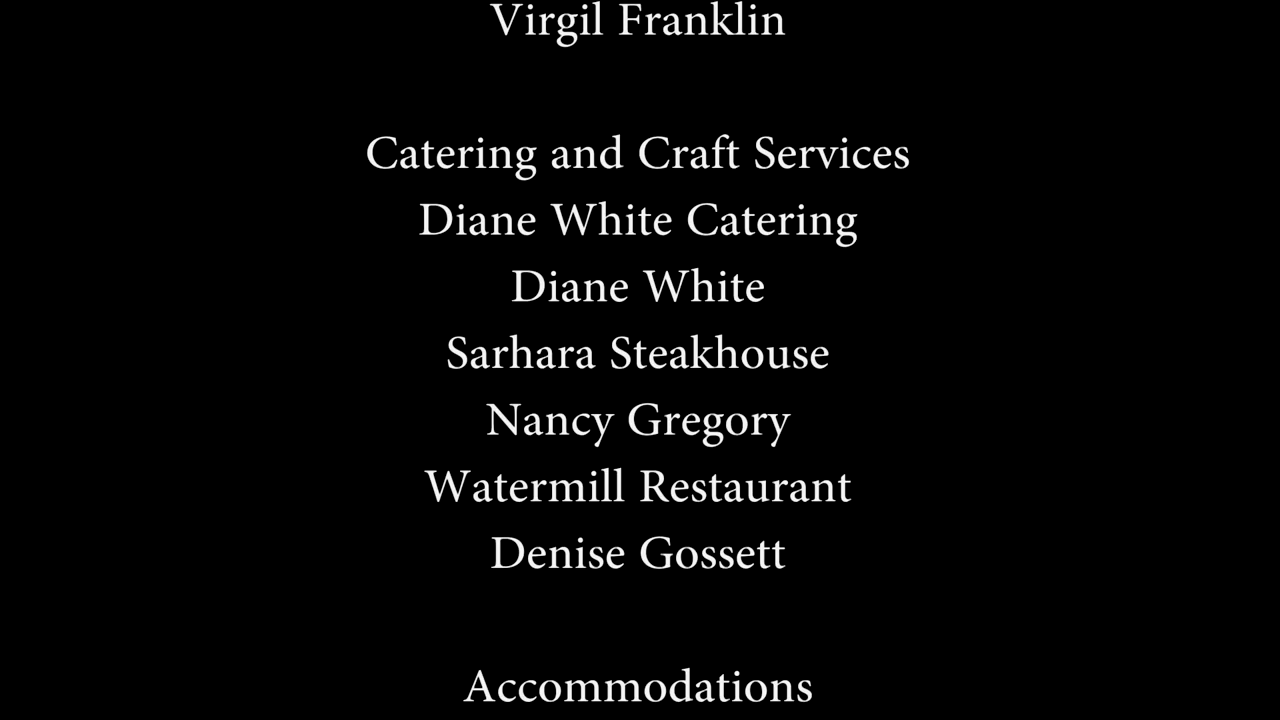 Virgil Franklin
Catering and Craft Services
Diane White Catering
Diane White
Sarhara Steakhouse
Nancy Gregory
Watermill Restaurant
Denise Gossett
Accommodations